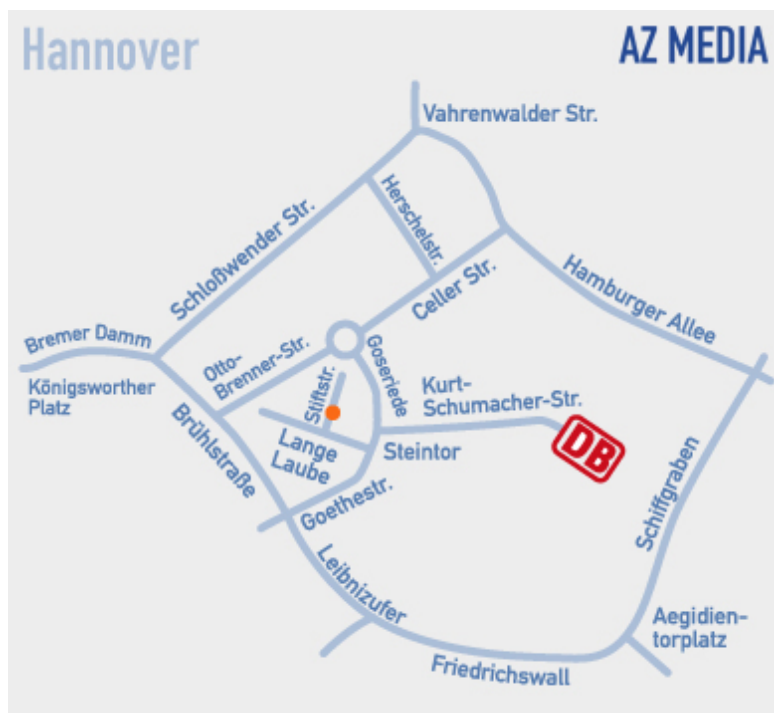 Hannover
AZ MEDIA
Vahrenwalder Str.
Herschelstr.
Schloßwender Str.
Celler Str.
Hamburger Allee
Bremer Damm
Königsworther
Platz
Otto-
Brenner-Str.
Goseriede
Stiftstr.
Kurt-
Schumacher-Str.
Brühlstraße
Lange
Laube
Steintor
DB
Schiffgraben
Goethestr.
Leibnizufer
Aegidien-
torplatz
Friedrichswall